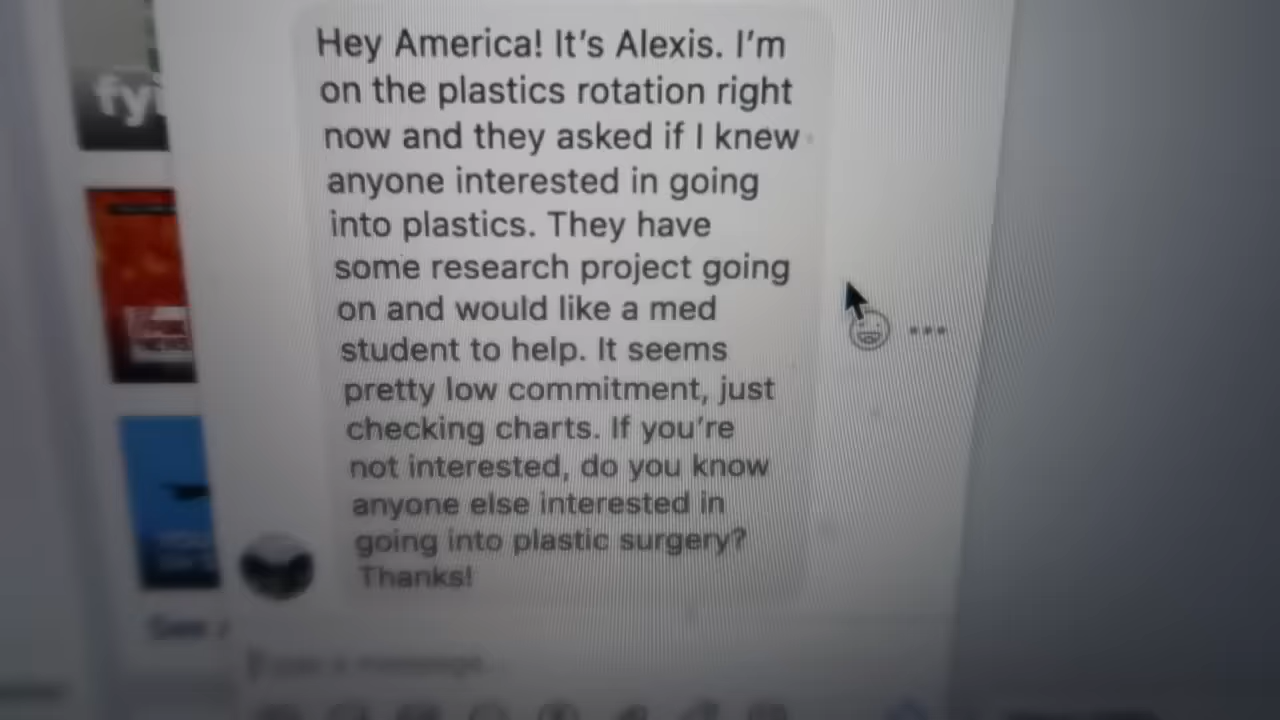 fyi
Hey America! It's Alexis. I'm
on the plastics rotation right
now and they asked if I knew
anyone interested in going
into plastics. They have
some research project going
on and would like a med
student to help. It seems
pretty low commitment, just
checking charts. If you're
not interested, do you know
anyone else interested in
going into plastic surgery?
Thanks!
See